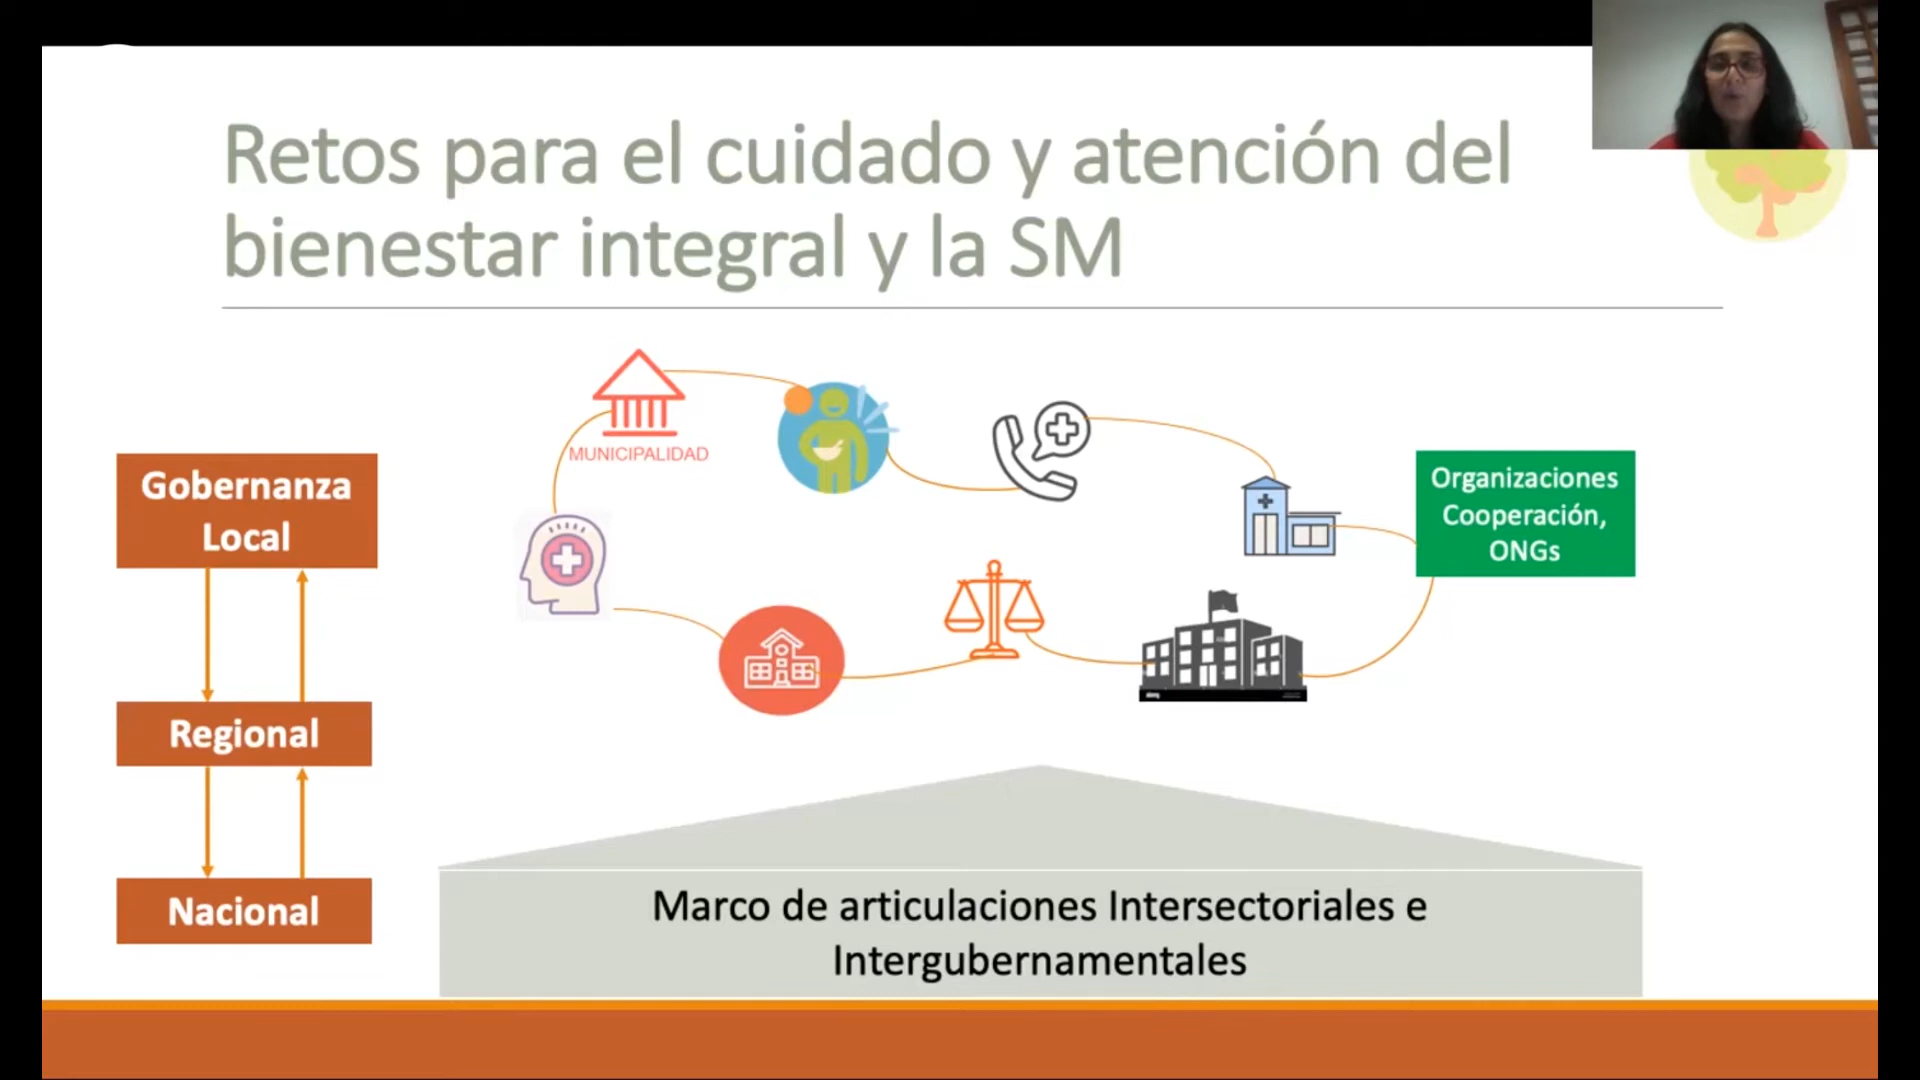 Retos para el cuidado y atención del
bienestar integral y la SM
MUNICIPALIDAD
Gobernanza
Local
Regional
Nacional
Organizaciones
Cooperación,
ONGs
Marco de articulaciones Intersectoriales e
Intergubernamentales